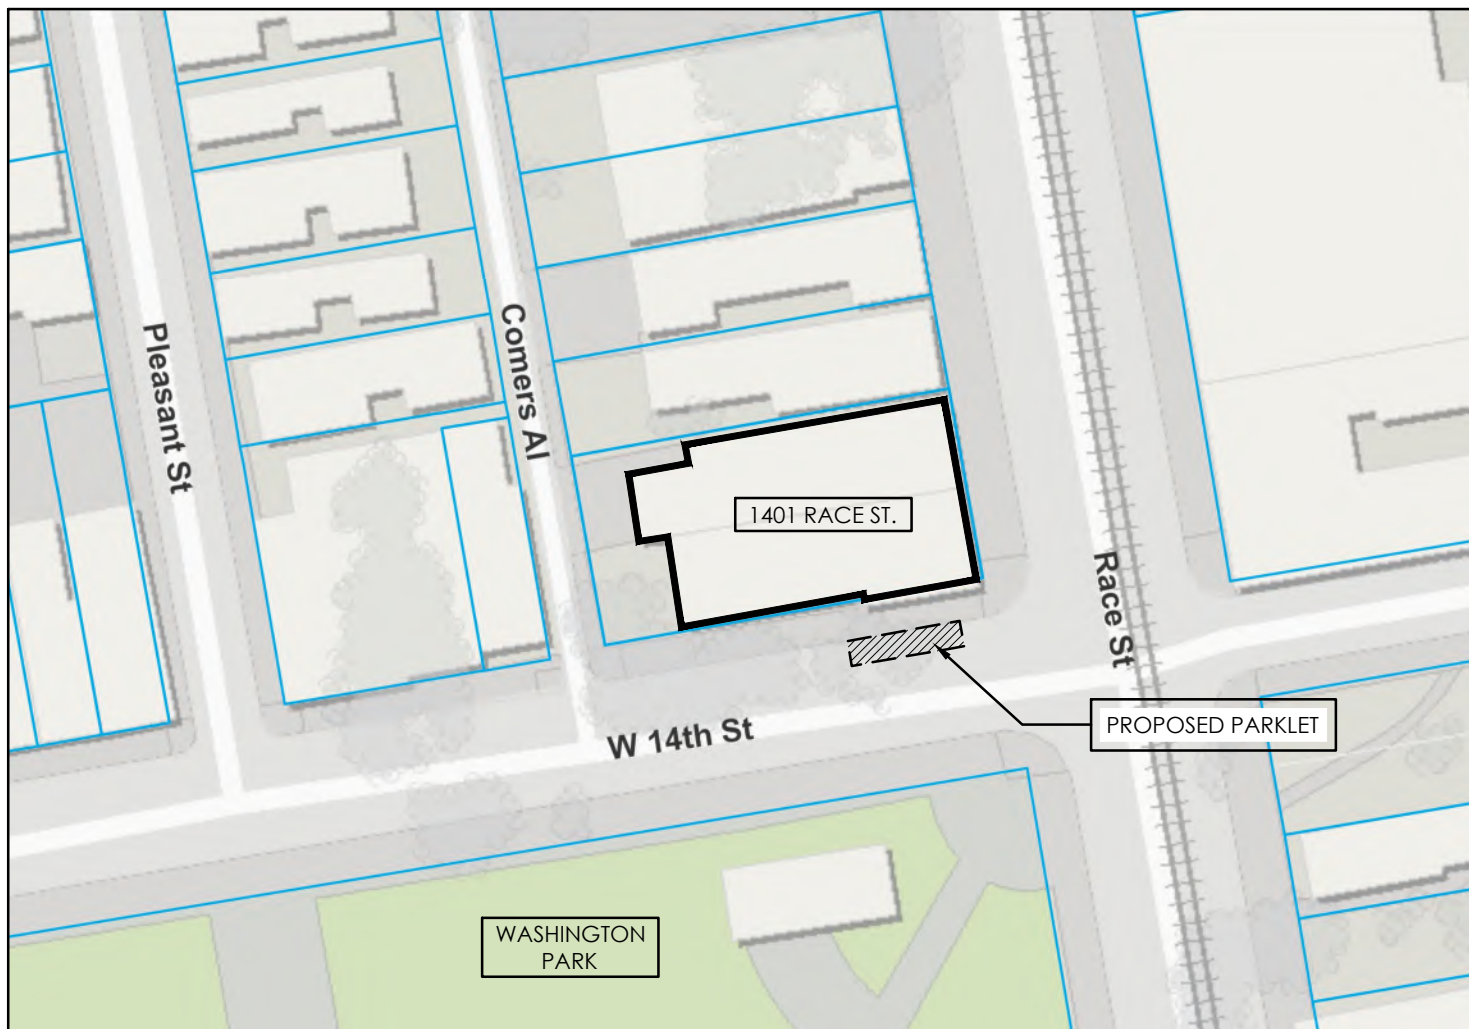 Pleasant St
Comers Al
1401 RACE ST.
Race St
PROPOSED PARKLET
W 14th St
WASHINGTON
PARK